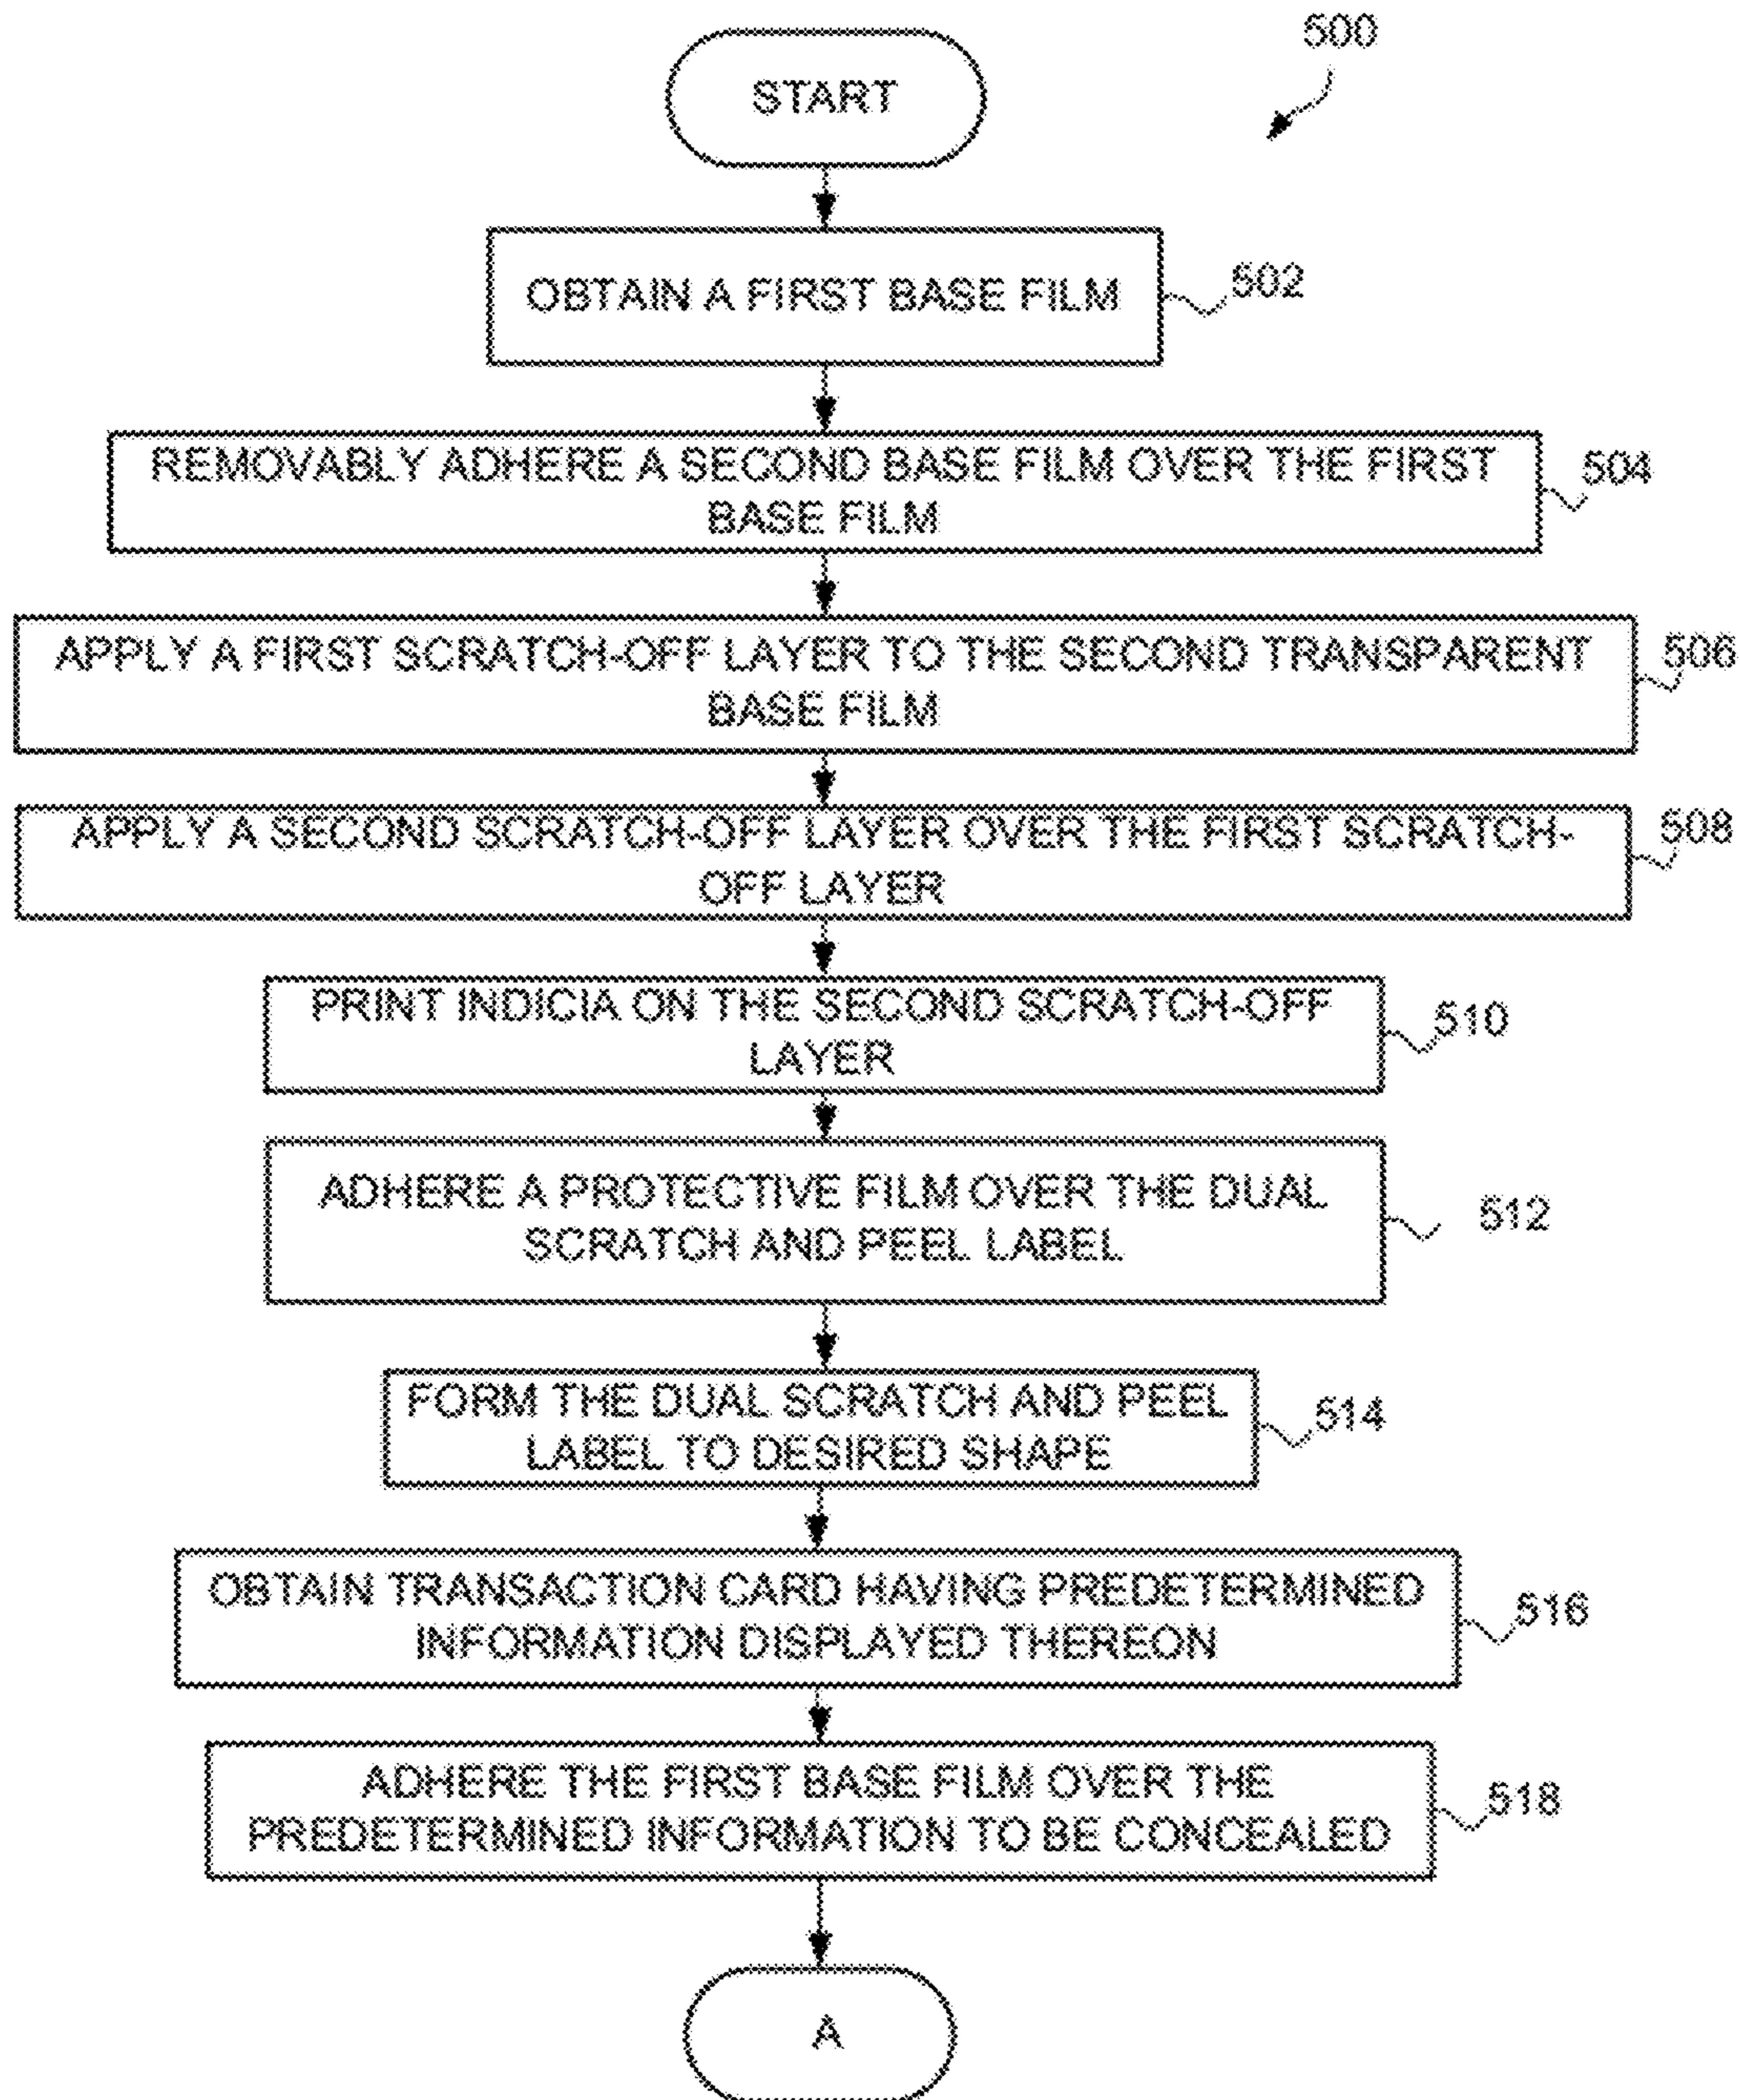 500
START
OBTAIN A FIRST BASE FILM
502
REMOVABLY ADHERE A SECOND BASE FILM OVER THE FIRST
BASE FILM
504
APPLY A FIRST SCRATCH-OFF LAYER TO THE SECOND TRANSPARENT
BASE FILM
506
APPLY A SECOND SCRATCH-OFF LAYER OVER THE FIRST SCRATCH-
OFF LAYER
508
PRINT INDICIA ON THE SECOND SCRATCH-OFF
LAYER
510
ADHERE A PROTECTIVE FILM OVER THE DUAL
SCRATCH AND PEEL LABEL
512
FORM THE DUAL SCRATCH AND PEEL
LABEL TO DESIRED SHAPE
514
OBTAIN TRANSACTION CARD HAVING PREDETERMINED
INFORMATION DISPLAYED THEREON
516
ADHERE THE FIRST BASE FILM OVER THE
PREDETERMINED INFORMATION TO BE CONCEALED
518
A